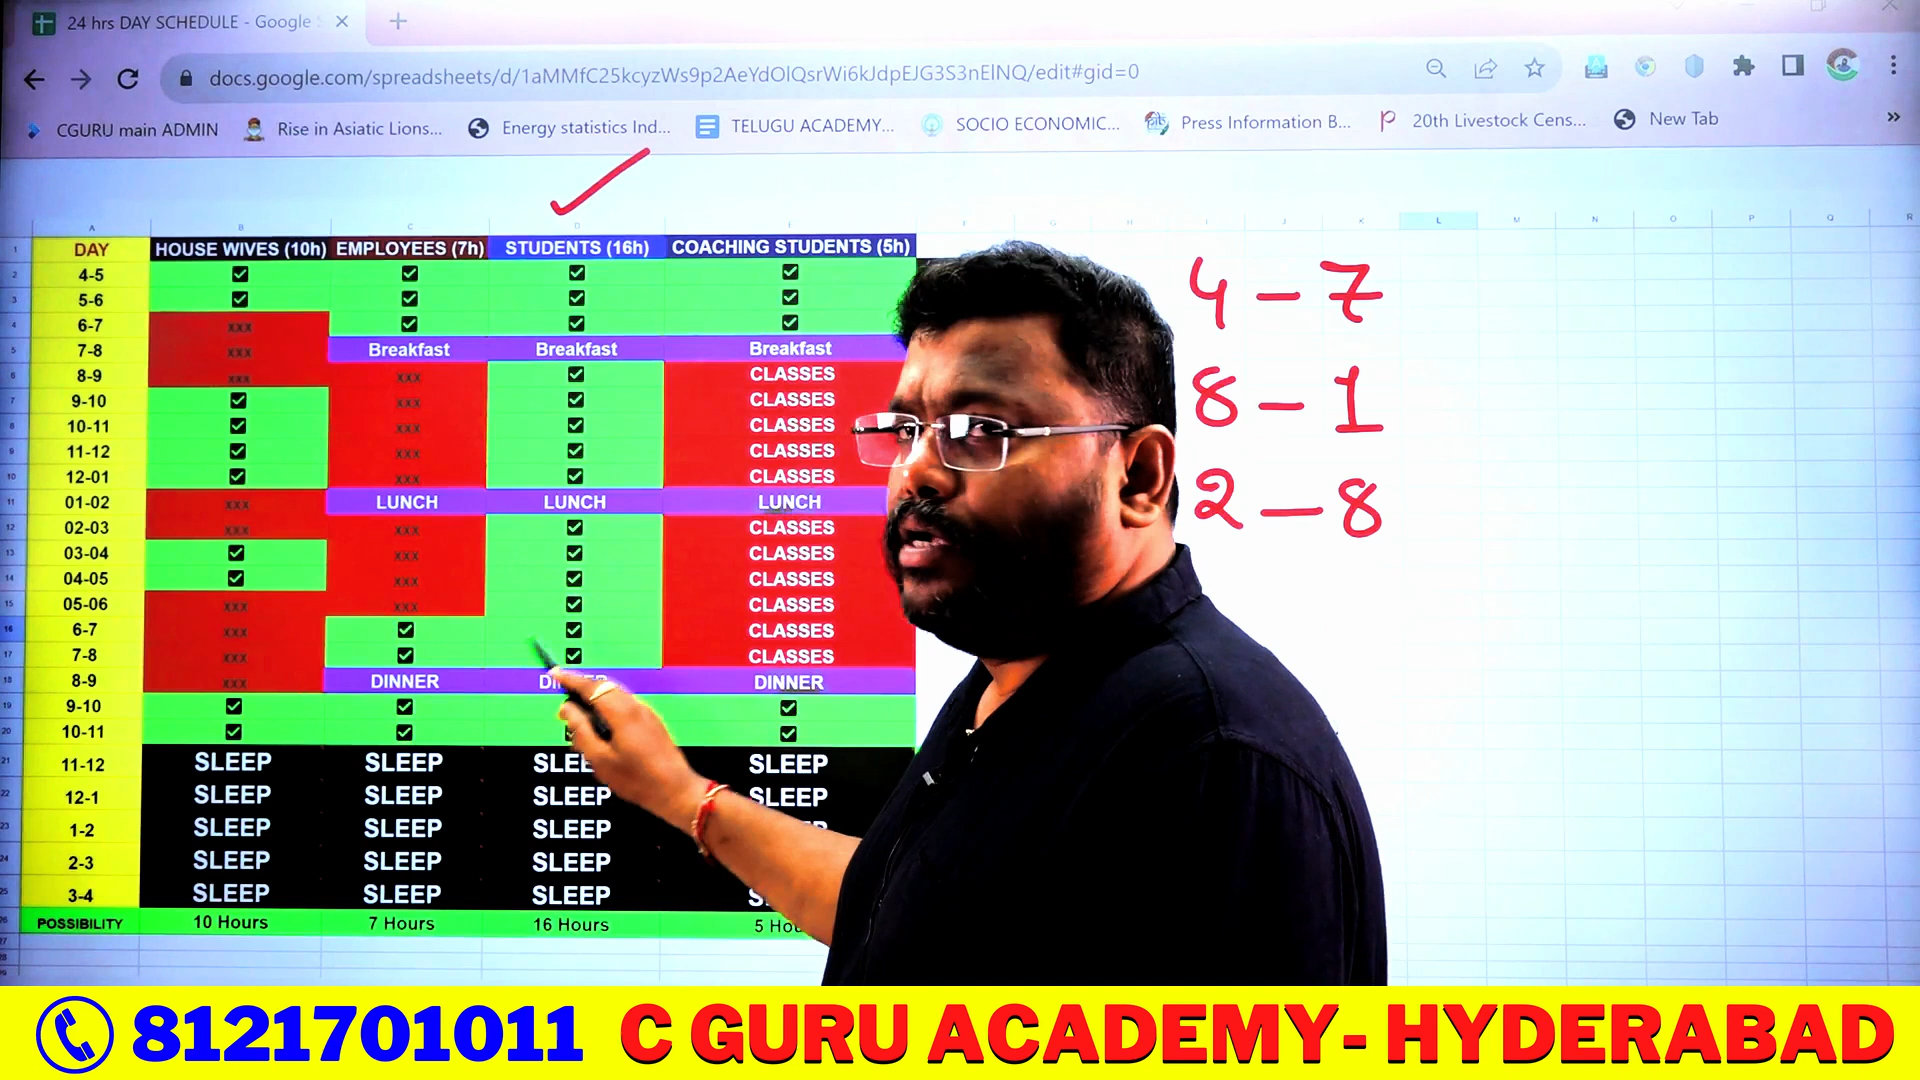 24 hrs DAY SCHEDULE - Google
docs.google.com/spreadsheets/d/1aMMfC25kcyzWs9p2AeYdOlQsrWi6kJdpEJG3S3nElNQ/edit#gid=0
CGURU main ADMIN Rise in Asiatic Lions... Energy statistics Ind... TELUGU ACADEMY... SOCIO ECONOMIC... Press Information B... 20th Livestock Cens... New Tab
DAY HOUSE WIVES (10h) EMPLOYEES (7h) STUDENTS (16h) COACHING STUDENTS (5h)
4-5
5-6
6-7 xxx
7-8 xxx Breakfast Breakfast Breakfast
8-9 xxx xxx CLASSES
9-10 xxx CLASSES
10-11 xxx CLASSES
11-12 xxx CLASSES
12-01 xxx CLASSES
01-02 xxx LUNCH LUNCH LUNCH
02-03 xxx xxx CLASSES
03-04 xxx CLASSES
04-05 xxx CLASSES
05-06 xxx xxx CLASSES
6-7 xxx CLASSES
7-8 xxx CLASSES
8-9 xxx DINNER DINNER
9-10
10-11
11-12 SLEEP SLEEP SLEEP SLEEP
12-1 SLEEP SLEEP SLEEP SLEEP
1-2 SLEEP SLEEP SLEEP
2-3 SLEEP SLEEP SLEEP
3-4 SLEEP SLEEP SLEEP
POSSIBILITY 10 Hours 7 Hours 16 Hours 5
4 - 7
8 - 1
2 - 8
8121701011 C GURU ACADEMY- HYDERABAD